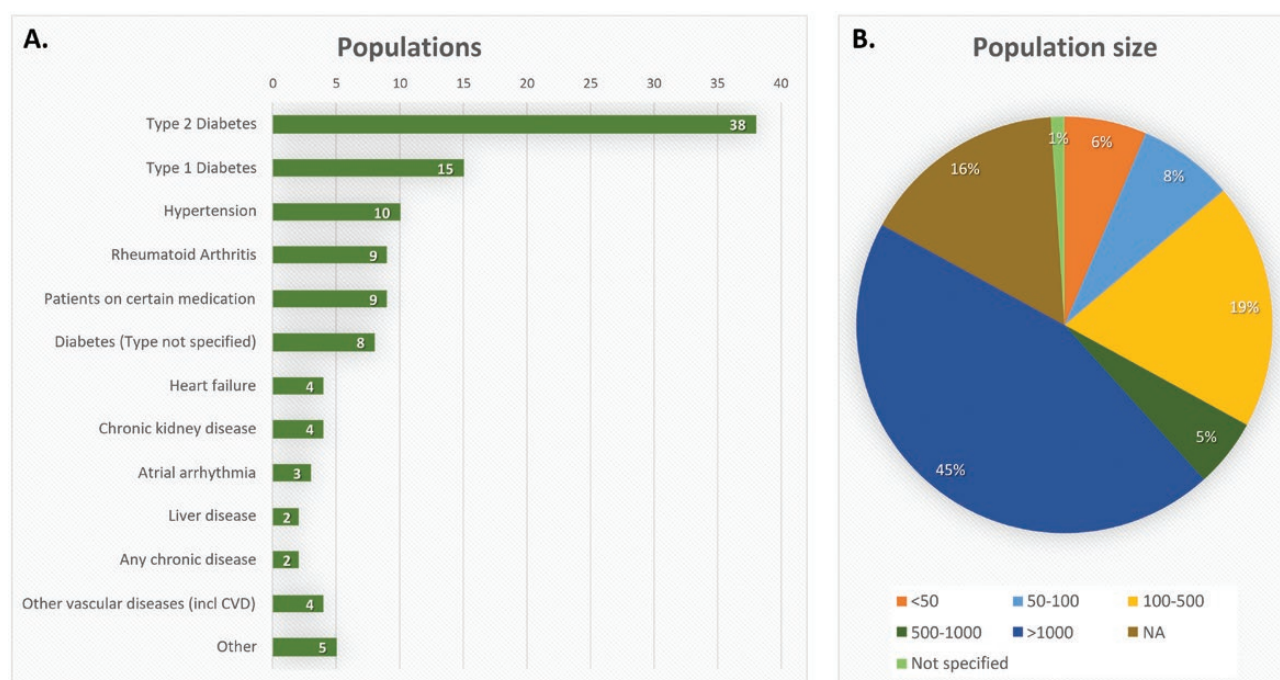 A.
Populations
0 5 10 15 20 25 30 35 40
Type 2 Diabetes 38
Type 1 Diabetes 15
Hypertension 10
Rheumatoid Arthritis 9
Patients on certain medication 9
Diabetes (Type not specified) 8
Heart failure 4
Chronic kidney disease 4
Atrial arrhythmia 3
Liver disease 2
Any chronic disease 2
Other vascular diseases (incl CVD) 4
Other 5
B.
Population size
1% 6%
8%
16%
19%
5%
45%
<50 50-100 100-500
500-1000 >1000 NA
Not specified